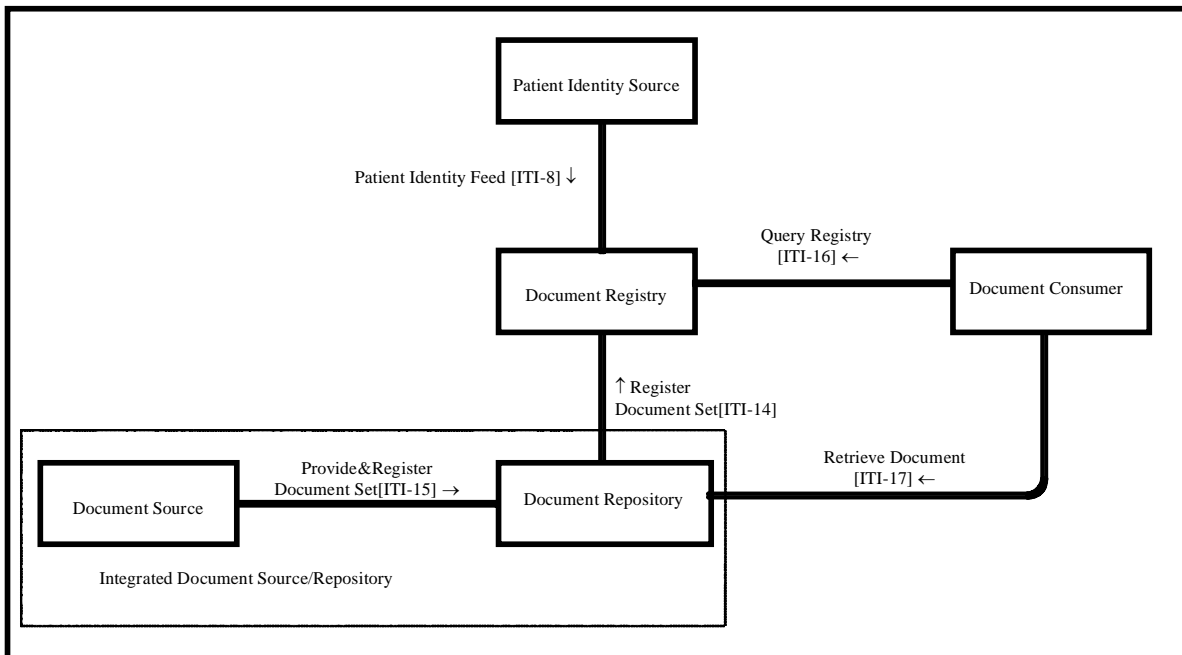 Patient Identity Source
Patient Identity Feed [ITI-8] ↓
Query Registry
[ITI-16] ←
Document Registry
Document Consumer
↑ Register
Document Set[ITI-14]
Provide&Register
Document Set[ITI-15] →
Retrieve Document
[ITI-17] ←
Document Source
Document Repository
Integrated Document Source/Repository